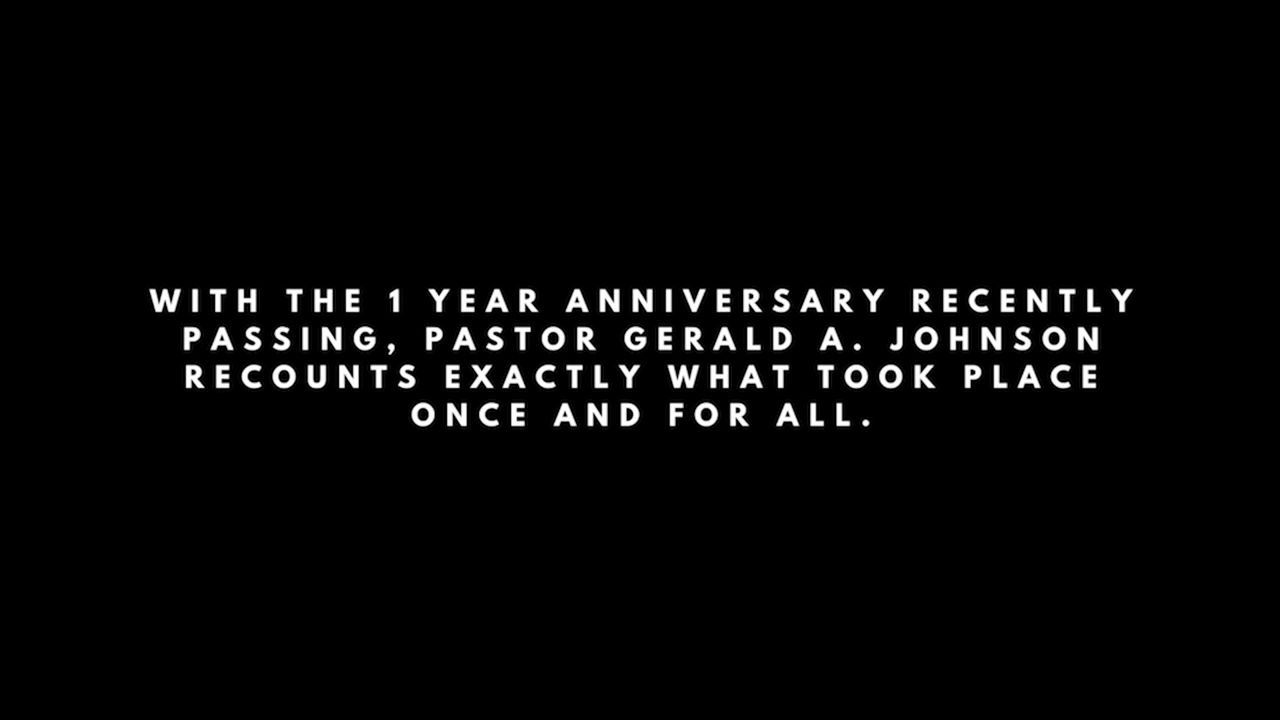 WITH THE 1 YEAR ANNIVERSARY RECENTLY
PASSING, PASTOR GERALD A. JOHNSON
RECOUNTS EXACTLY WHAT TOOK PLACE
ONCE AND FOR ALL.